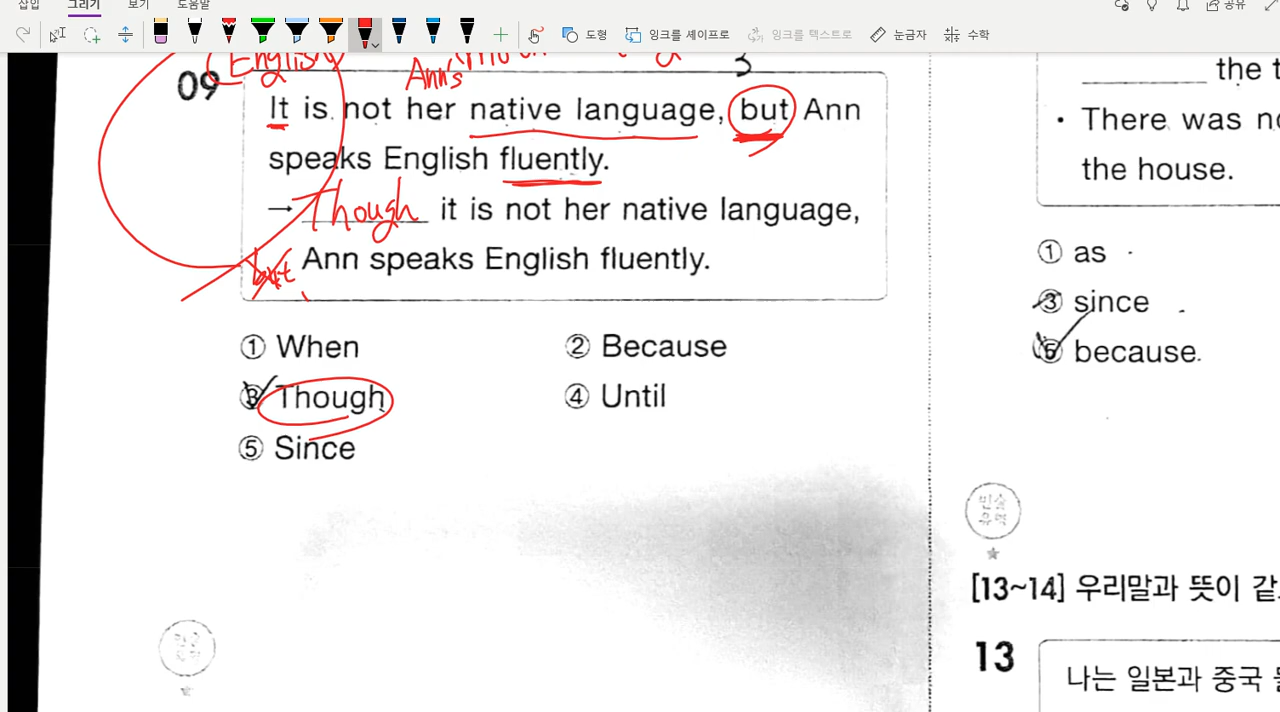 삽입 그리기 보기 도움말 공유
도형 잉크를 셰이프로 잉크를 텍스트로 눈금자 수학
(English)
Ann's
3
09
It is not her native language, but Ann
speaks English fluently.
→ Though it is not her native language,
but Ann speaks English fluently.
① When ② Because
③ Though ④ Until
⑤ Since
the t
• There was no
the house.
① as
③ since
⑤ because
[13~14] 우리말과 뜻이 같
13
나는 일본과 중국